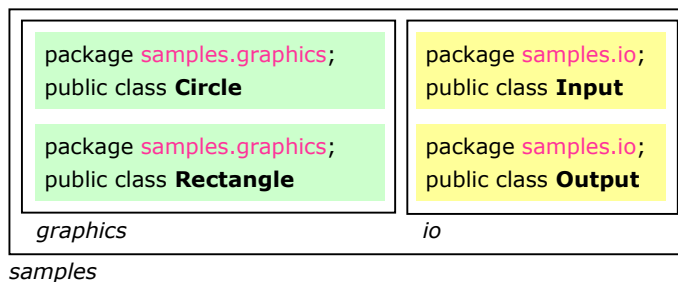 package samples.graphics;
public class Circle
package samples.graphics;
public class Rectangle
graphics
package samples.io;
public class Input
package samples.io;
public class Output
io
samples